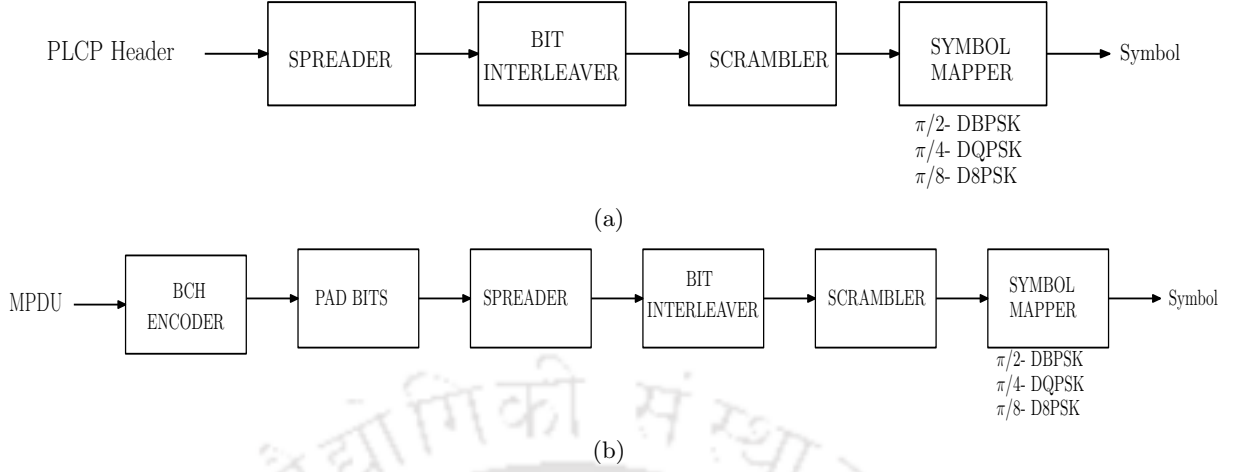 PLCP Header
SPREADER
BIT
INTERLEAVER
SCRAMBLER
SYMBOL
MAPPER
Symbol
π/2- DBPSK
π/4- DQPSK
π/8- D8PSK
(a)
MPDU
BCH
ENCODER
PAD BITS
SPREADER
BIT
INTERLEAVER
SCRAMBLER
SYMBOL
MAPPER
Symbol
π/2- DBPSK
π/4- DQPSK
π/8- D8PSK
(b)